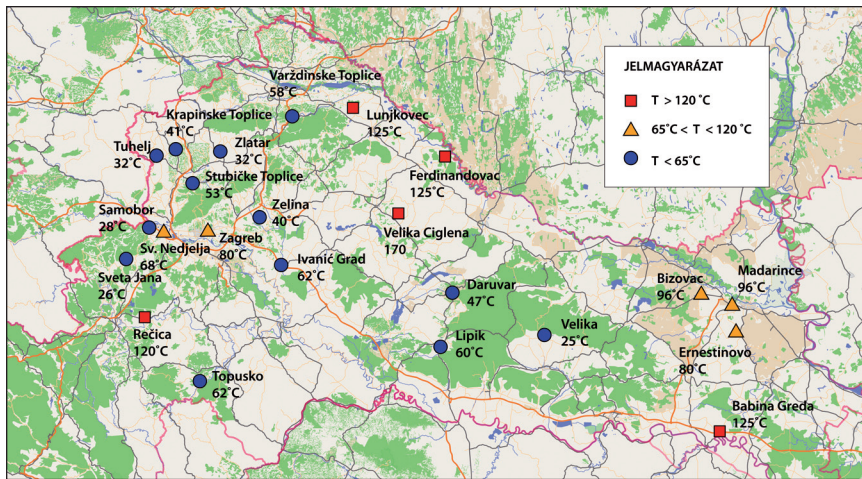 JELMAGYARÁZAT
T > 120 ˚C
65˚C < T < 120 ˚C
T < 65˚C
Varždinske Toplice
58˚C
Lunjkovec
125˚C
Krapinske Toplice
41˚C
Tuhelj
32˚C
Zlatar
32˚C
Stubičke Toplice
53˚C
Ferdinandovac
125˚C
Samobor
28˚C
Zelina
40˚C
Velika Ciglena
170
Sv. Nedjelja
68˚C
Zagreb
80˚C
Ivanić Grad
62˚C
Sveta Jana
26˚C
Daruvar
47˚C
Bizovac
96˚C
Madarince
96˚C
Rečica
120˚C
Lipik
60˚C
Velika
25˚C
Ernestinovo
80˚C
Topusko
62˚C
Babina Greda
125˚C